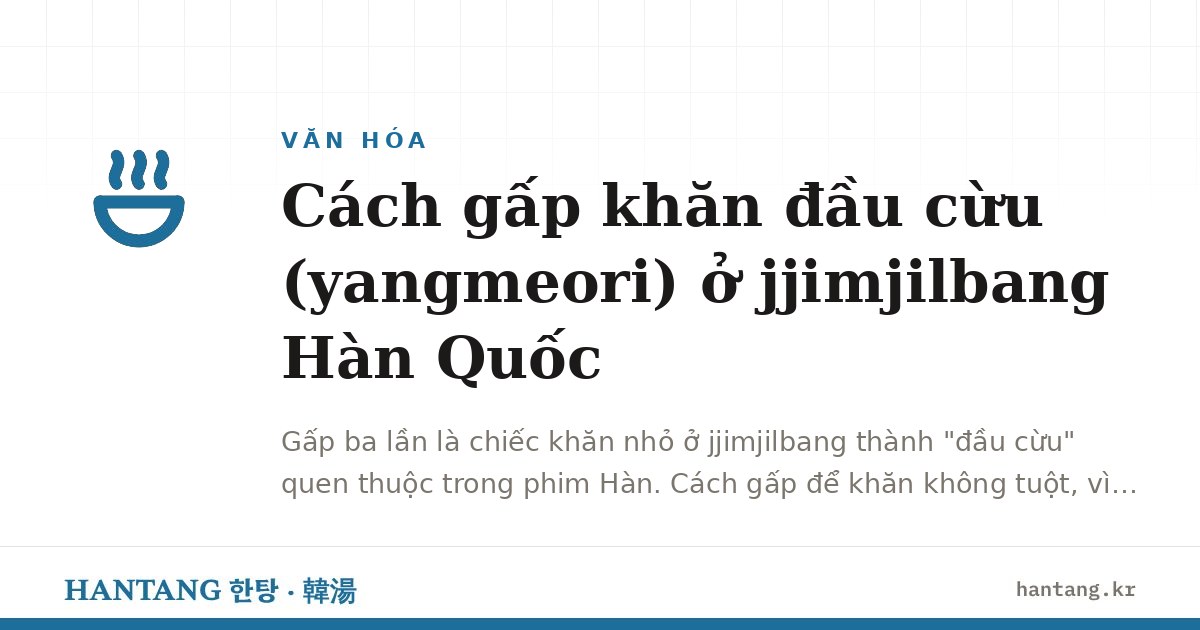 VĂN HÓA
Cách gấp khăn đầu cừu
(yangmeori) ở jjimjilbang
Hàn Quốc
Gấp ba lần là chiếc khăn nhỏ ở jjimjilbang thành "đầu cừu"
quen thuộc trong phim Hàn. Cách gấp để khăn không tuột, vì...
HANTANG 한탕 · 韓湯
hantang.kr